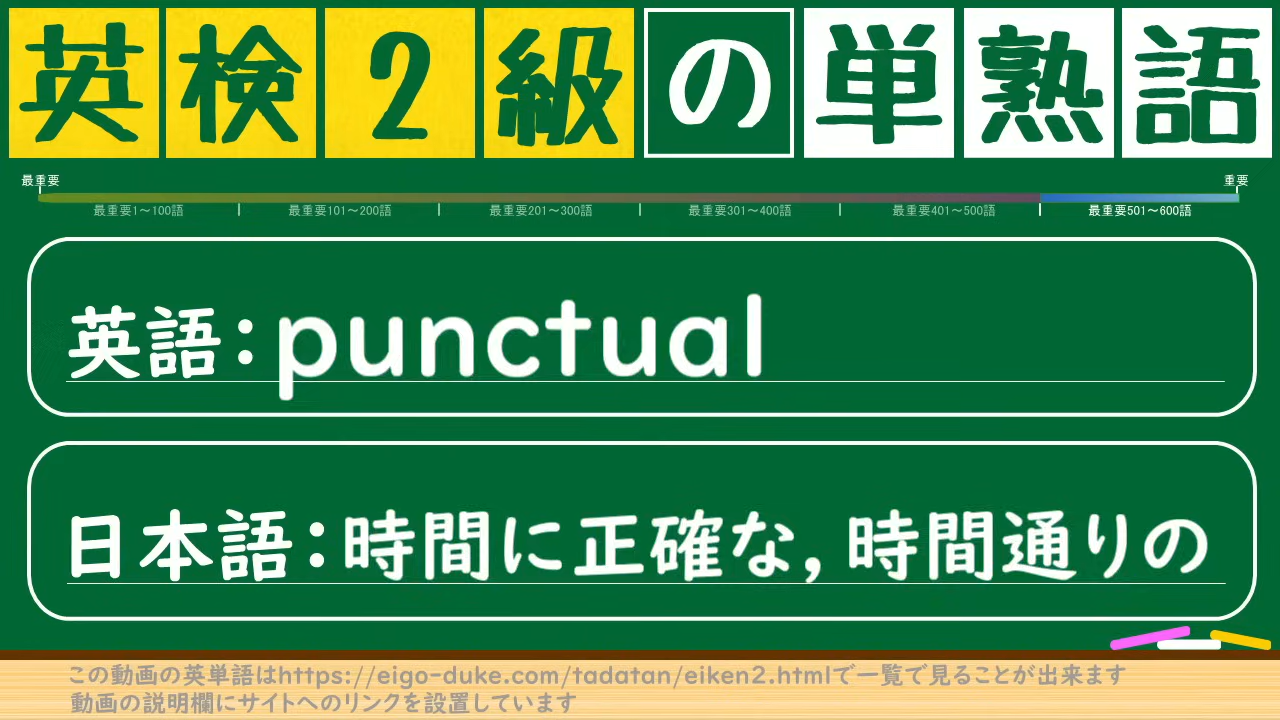 英検2級の単熟語
最重要 重要
最重要1～100語 最重要101～200語 最重要201～300語 最重要301～400語 最重要401～500語 最重要501～600語
英語：punctual
日本語：時間に正確な，時間通りの
この動画の英単語はhttps://eigo-duke.com/tadatan/eiken2.htmlで一覧で見ることが出来ます
動画の説明欄にサイトへのリンクを設置しています